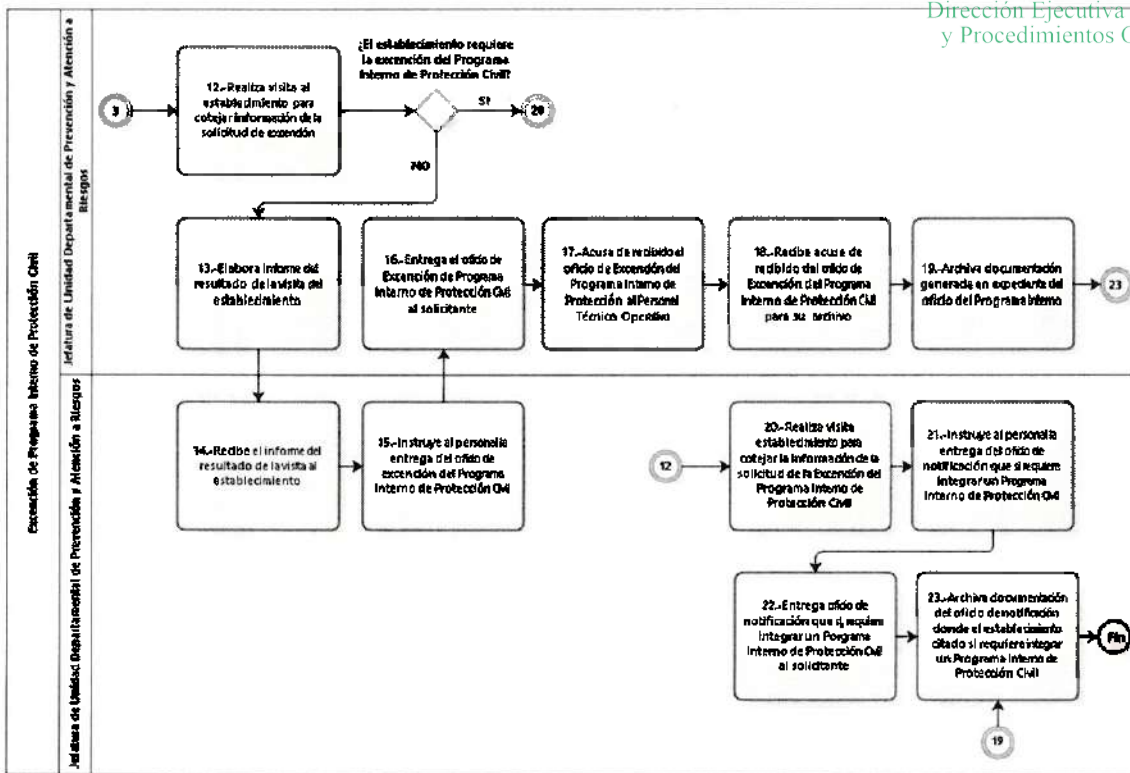 Dirección Ejecutiva
y Procedimientos O
Excención de Programa Interno de Protección Civil
Jefatura de Unidad Departamental de Prevención y Atención a
Riesgos
3
12.-Realiza visita al
establecimiento para
cotejar información de la
solicitud de excención
¿El establecimiento requiere
la excención del Programa
Interno de Protección Civil?
SI
20
NO
13.-Elabora informe del
resultado de la visita del
establecimiento
16.-Entrega el oficio de
Excención de Programa
Interno de Protección Civil
al solicitante
17.-Acusa de recibido el
oficio de Excención del
Programa Interno de
Protección al Personal
Técnico Operativo
18.-Recibe acuse de
recibido del oficio de
Excención del Programa
Interno de Protección Civil
para su archivo
19.-Archiva documentación
generada en expediente del
oficio del Programa Interno
23
Jefatura de Unidad Departamental de Prevención y Atención a Riesgos
14.-Recibe el informe del
resultado de la visita al
establecimiento
15.-Instruye al personal la
entrega del oficio de
excención del Programa
Interno de Protección Civil
12
20.-Realiza visita
establecimiento para
cotejar la información de la
solicitud de la Excención del
Programa Interno de
Protección Civil
21.-Instruye al personal la
entrega del oficio de
notificación que si requiere
integrar un Programa
Interno de Protección Civil
22.-Entrega oficio de
notificación que si requiere
integrar un Porgrama
Interno de Protección Civil
al solicitante
23.-Archiva documentación
del oficio de notificación
donde el establecimiento
citado si requiere integrar
un Programa Interno de
Protección Civil
Fin
19